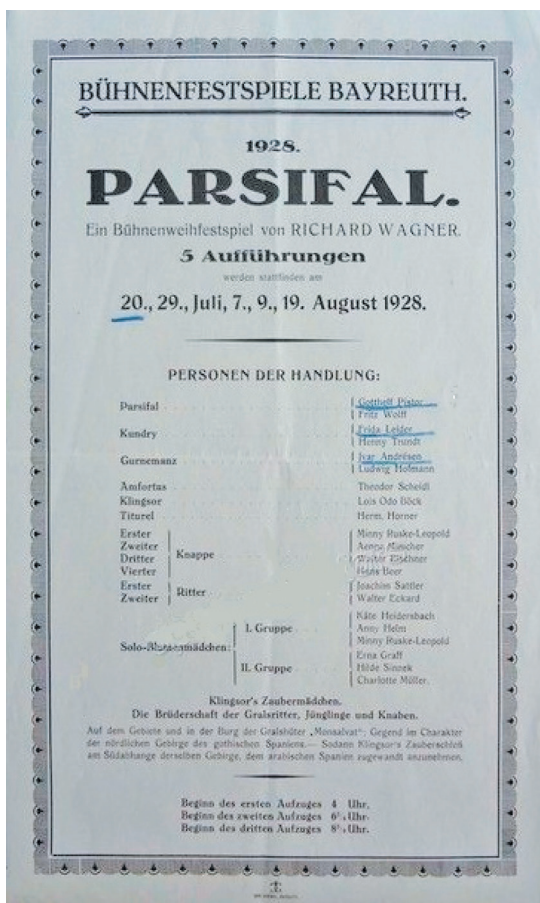 BÜHNENFESTSPIELE BAYREUTH.
1928.
PARSIFAL.
Ein Bühnenweihfestspiel von RICHARD WAGNER.
5 Aufführungen
werden stattfinden am
20., 29., Juli, 7., 9., 19. August 1928.
PERSONEN DER HANDLUNG:
Parsifal Gotthelf Pistor
Fritz Wolff
Kundry Frida Leider
Henny Trundt
Gurnemanz Ivar Andrésen
Ludwig Hofmann
Amfortas Theodor Scheidl
Klingsor Lois Odo Böck
Titurel Herm. Horner
Erster Minny Ruske-Leopold
Zweiter
Dritter Knappe
Vierter Hans Beer
Erster Joachim Sattler
Zweiter Ritter Walter Eckard
Käte Heidersbach
I. Gruppe Anny Helm
Minny Ruske-Leopold
Solo-Blumenmädchen:
Erna Graff
II. Gruppe Hilde Sinnek
Charlotte Müller.
Klingsor's Zaubermädchen.
Die Brüderschaft der Gralsritter, Jünglinge und Knaben.
Auf dem Gebiete und in der Burg der Gralshüter „Monsalvat"; Gegend im Charakter
der nördlichen Gebirge des gothischen Spaniens. — Sodann Klingsor's Zauberschloß
am Südabhange derselben Gebirge, dem arabischen Spanien zugewandt anzunehmen.
Beginn des ersten Aufzuges 4 Uhr.
Beginn des zweiten Aufzuges Uhr.
Beginn des dritten Aufzuges Uhr.